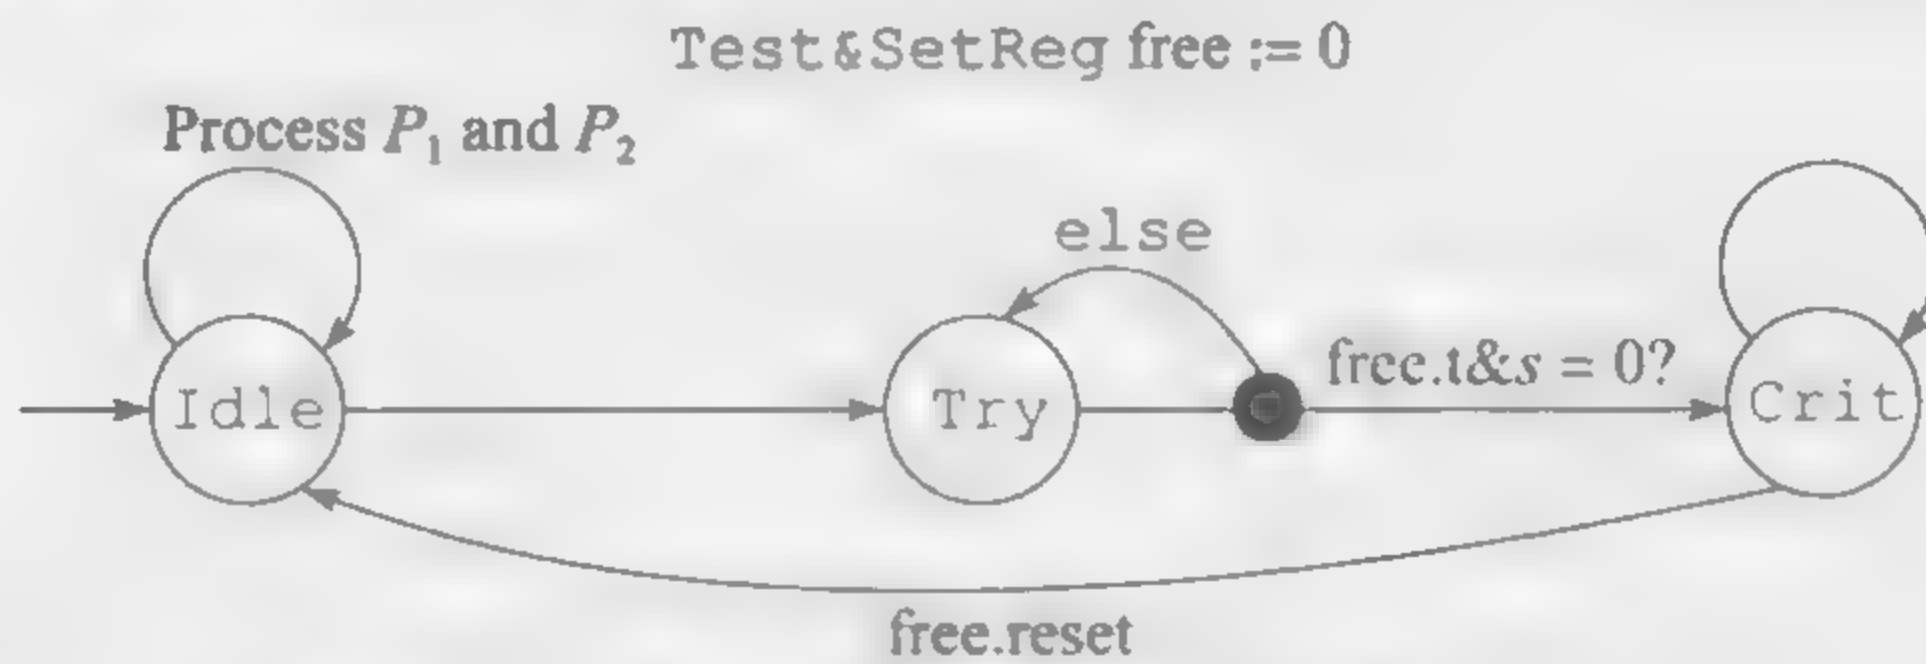 Test&SetReg free := 0
Process P₁ and P₂
else
free.t&s = 0?
Idle
Try
Crit
free.reset